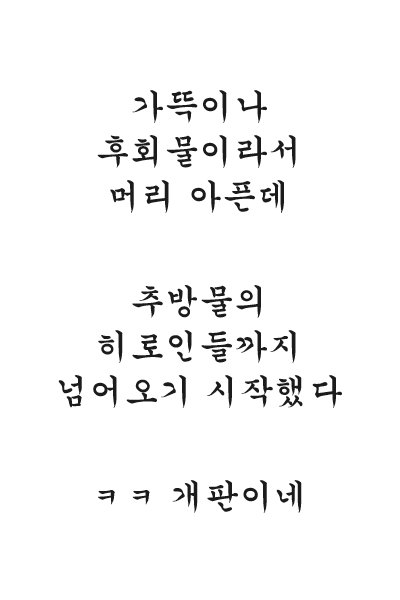 가뜩이나
후회물이라서
머리 아픈데
추방물의
히로인들까지
넘어오기 시작했다
ㅋㅋ 개판이네